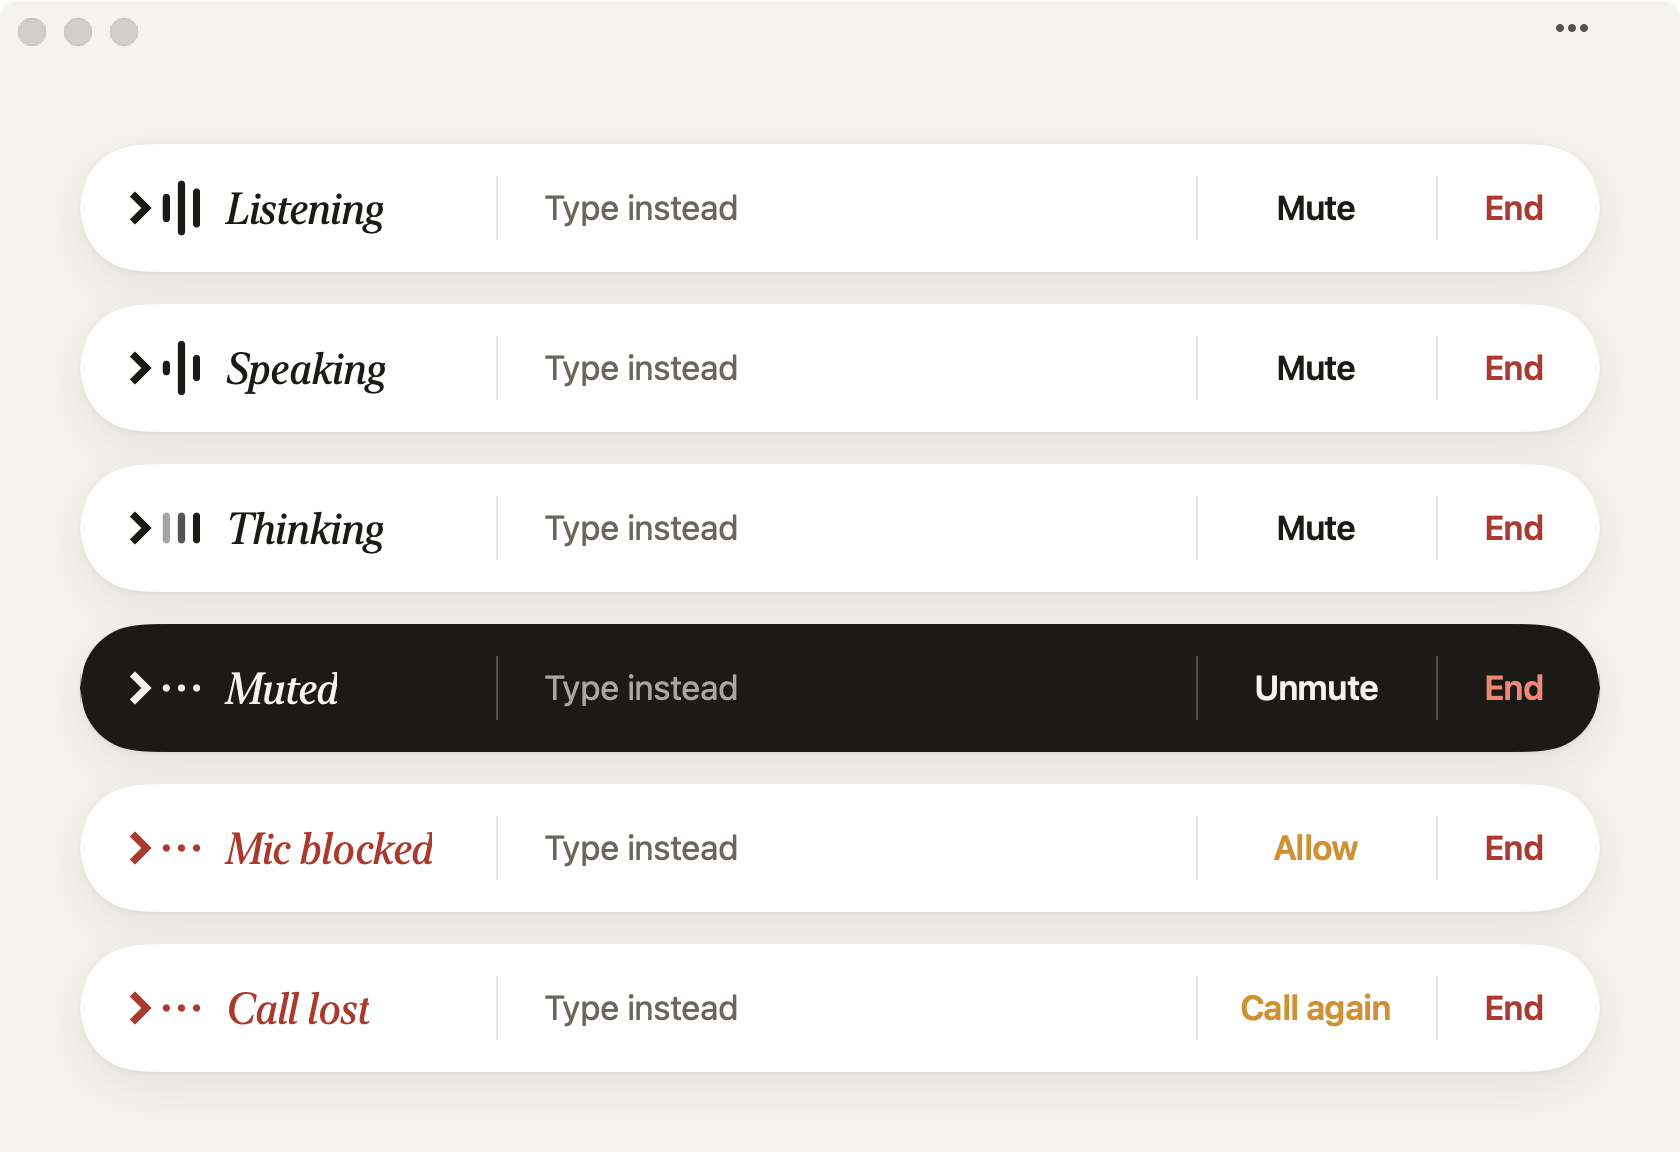 Listening Type instead Mute End
Speaking Type instead Mute End
Thinking Type instead Mute End
Muted Type instead Unmute End
Mic blocked Type instead Allow End
Call lost Type instead Call again End